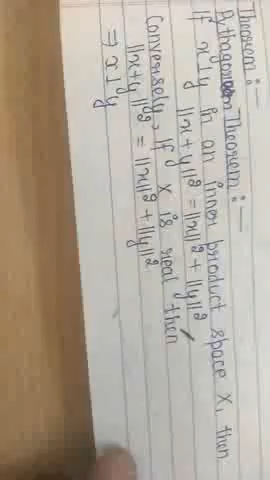 Theorem :-
Pythagorean Theorem :-
If x ⊥ y in an inner product space X, then
||x+y||² = ||x||² + ||y||²
Conversely, if X is real then
||x+y||² = ||x||² + ||y||²
⇒ x ⊥ y